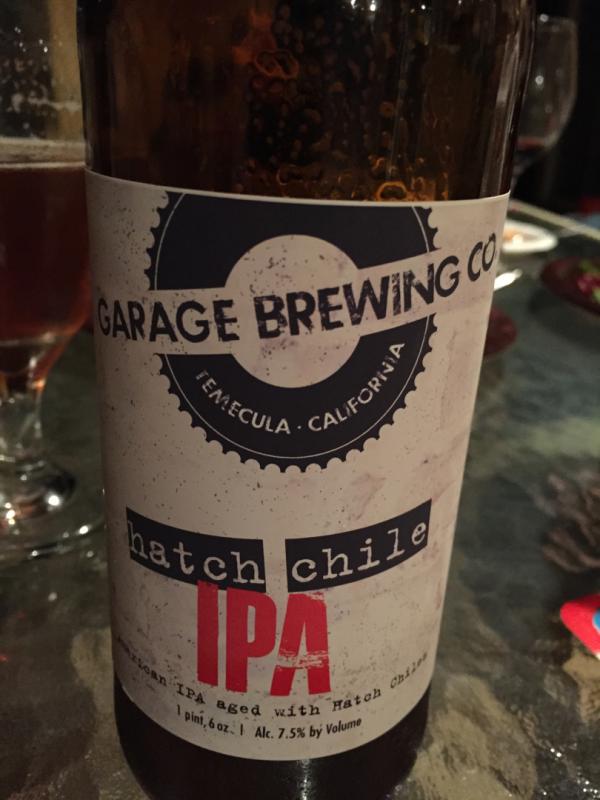 GARAGE BREWING CO
TEMECULA · CALIFORNIA
hatch chile
IPA
American IPA aged with Hatch Chiles
1 pint, 6 oz. | Alc. 7.5% by Volume